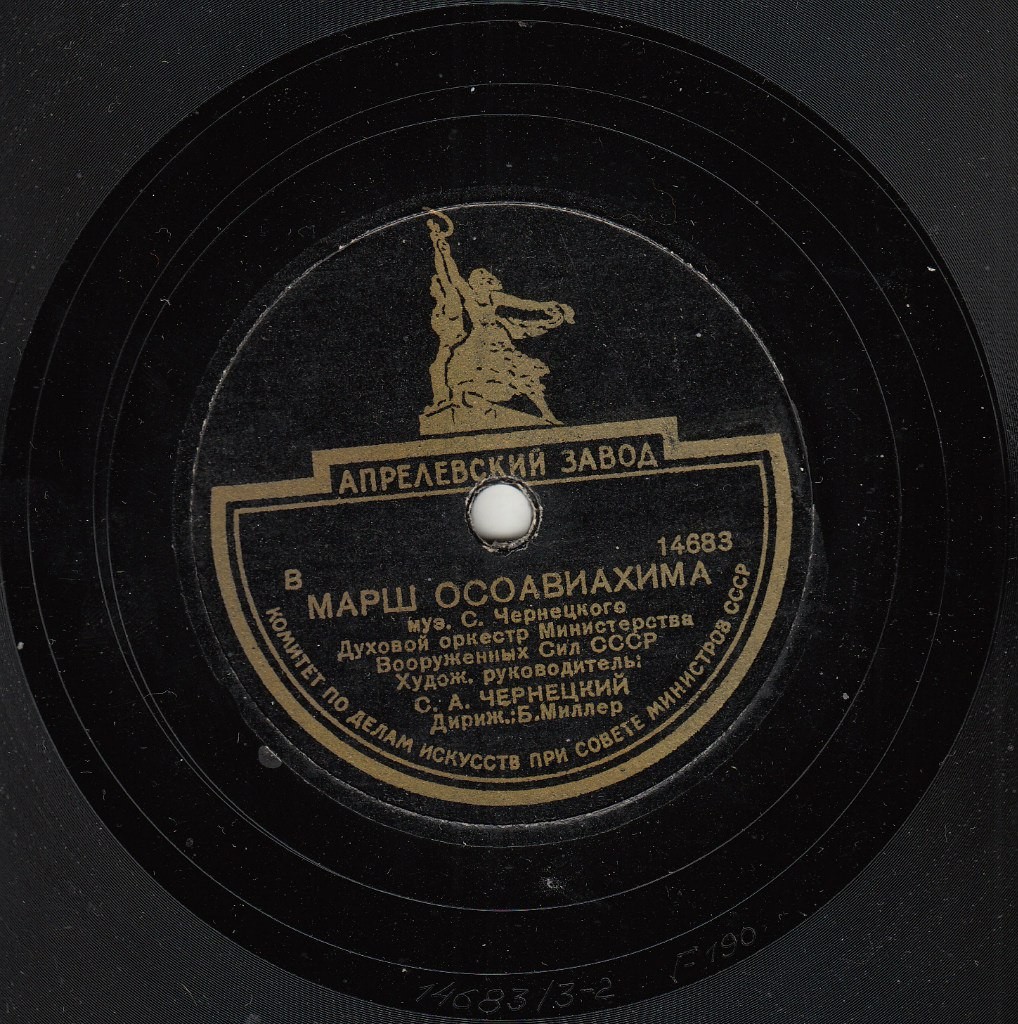 АПРЕЛЕВСКИЙ ЗАВОД
14683
В
МАРШ ОСОАВИАХИМА
муз. С. Чернецкого
Духовой оркестр Министерства
Вооруженных Сил СССР
Худож. руководитель:
С. А. ЧЕРНЕЦКИЙ
Дириж.: Б. Миллер
КОМИТЕТ ПО ДЕЛАМ ИСКУССТВ ПРИ СОВЕТЕ МИНИСТРОВ СССР
14683/3-2
F190